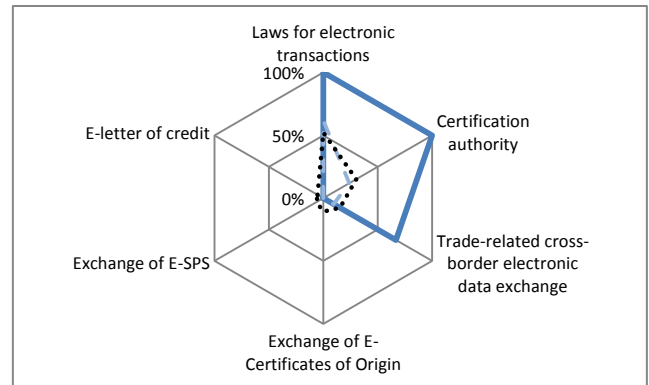 Laws for electronic
transactions
100%
Certification
authority
E-letter of credit
50%
0%
Trade-related cross-
border electronic
data exchange
Exchange of E-SPS
Exchange of E-
Certificates of Origin